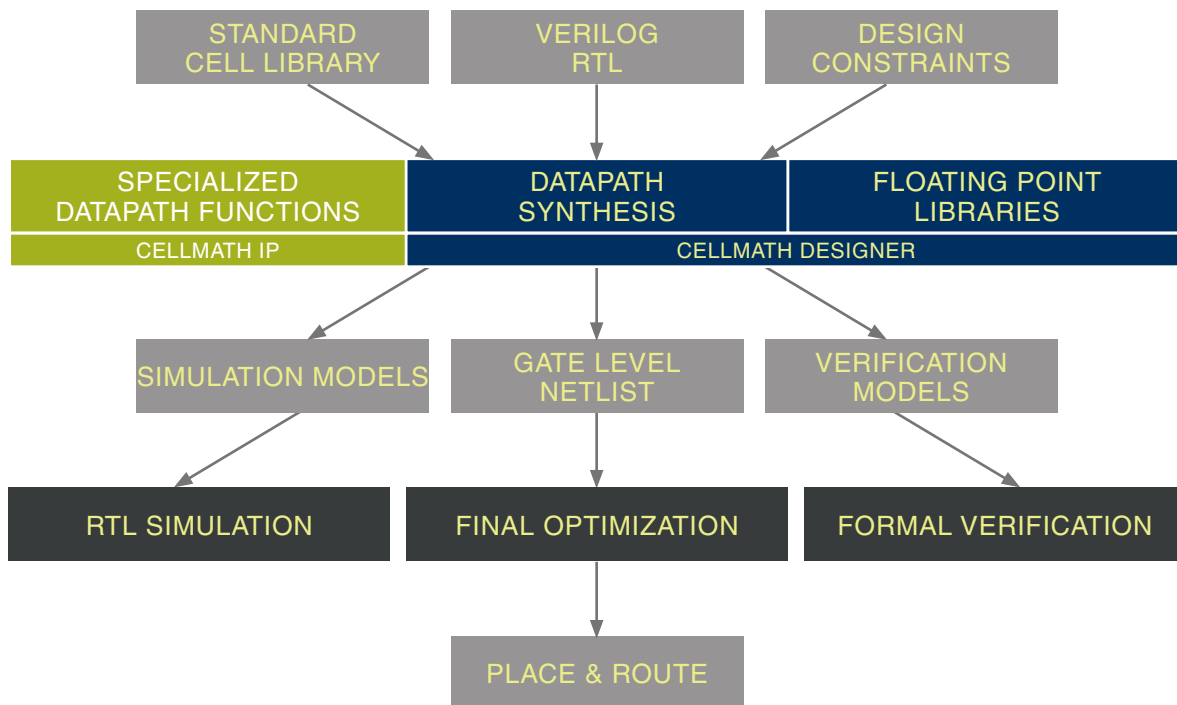 STANDARD
CELL LIBRARY
VERILOG
RTL
DESIGN
CONSTRAINTS
SPECIALIZED
DATAPATH FUNCTIONS
DATAPATH
SYNTHESIS
FLOATING POINT
LIBRARIES
CELLMATH IP
CELLMATH DESIGNER
SIMULATION MODELS
GATE LEVEL
NETLIST
VERIFICATION
MODELS
RTL SIMULATION
FINAL OPTIMIZATION
FORMAL VERIFICATION
PLACE & ROUTE